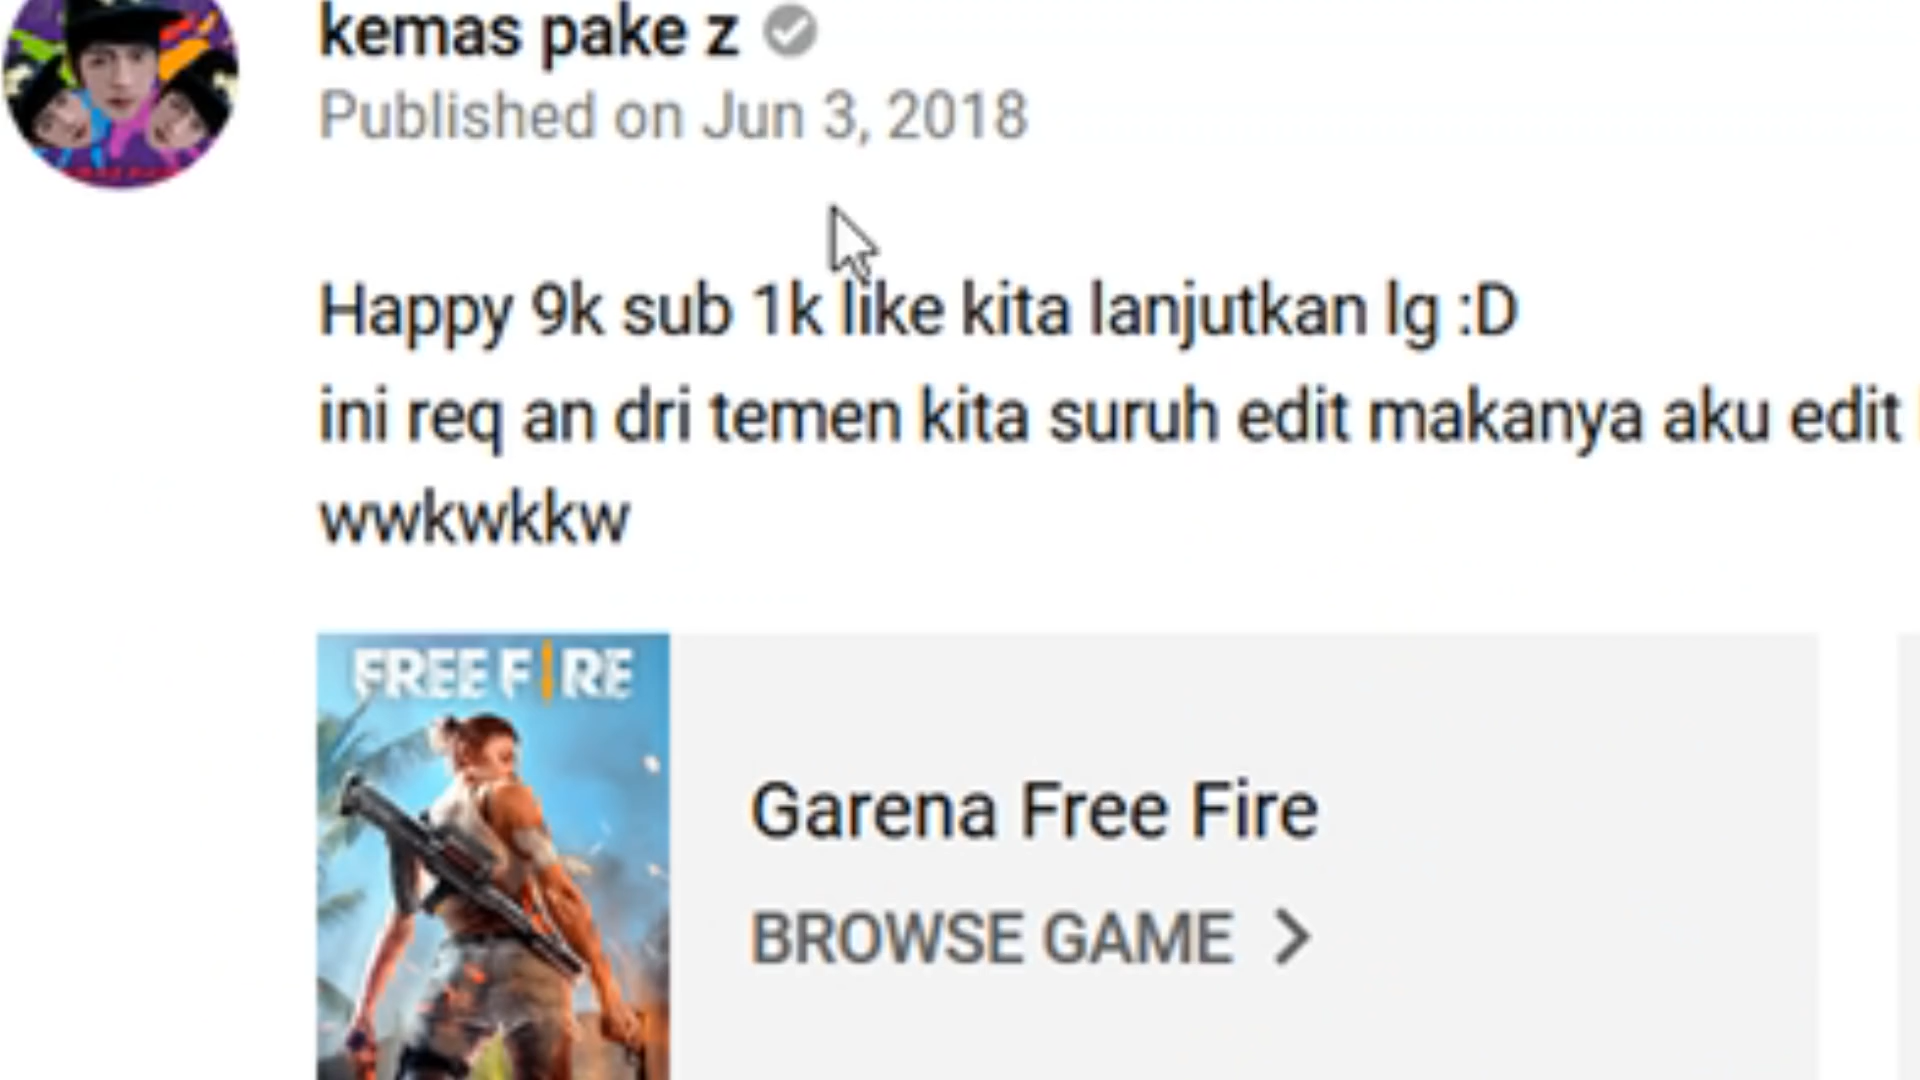 kemas pake z
Published on Jun 3, 2018
Happy 9k sub 1k like kita lanjutkan lg :D
ini req an dri temen kita suruh edit makanya aku edit
wwkwkkw
FREE FIRE
Garena Free Fire
BROWSE GAME